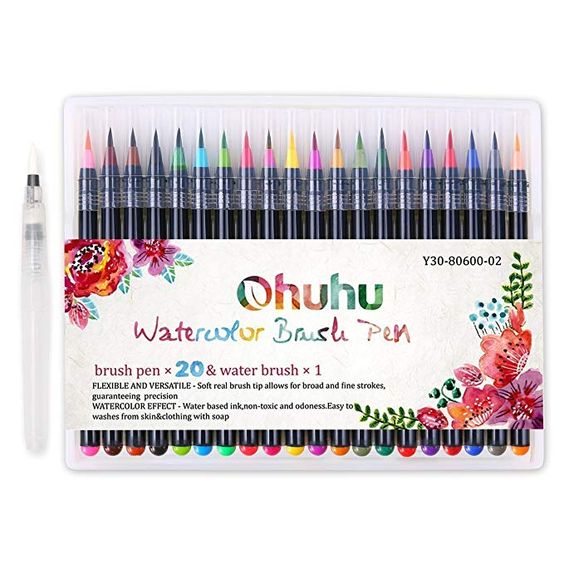 Y30-80600-02
Ohuhu
Watercolor Brush Pen
brush pen × 20 & water brush × 1
FLEXIBLE AND VERSATILE - Soft real brush tip allows for broad and fine strokes,
guaranteeing precision
WATERCOLOR EFFECT - Water based ink,non-toxic and odoness.Easy to
washes from skin&clothing with soap